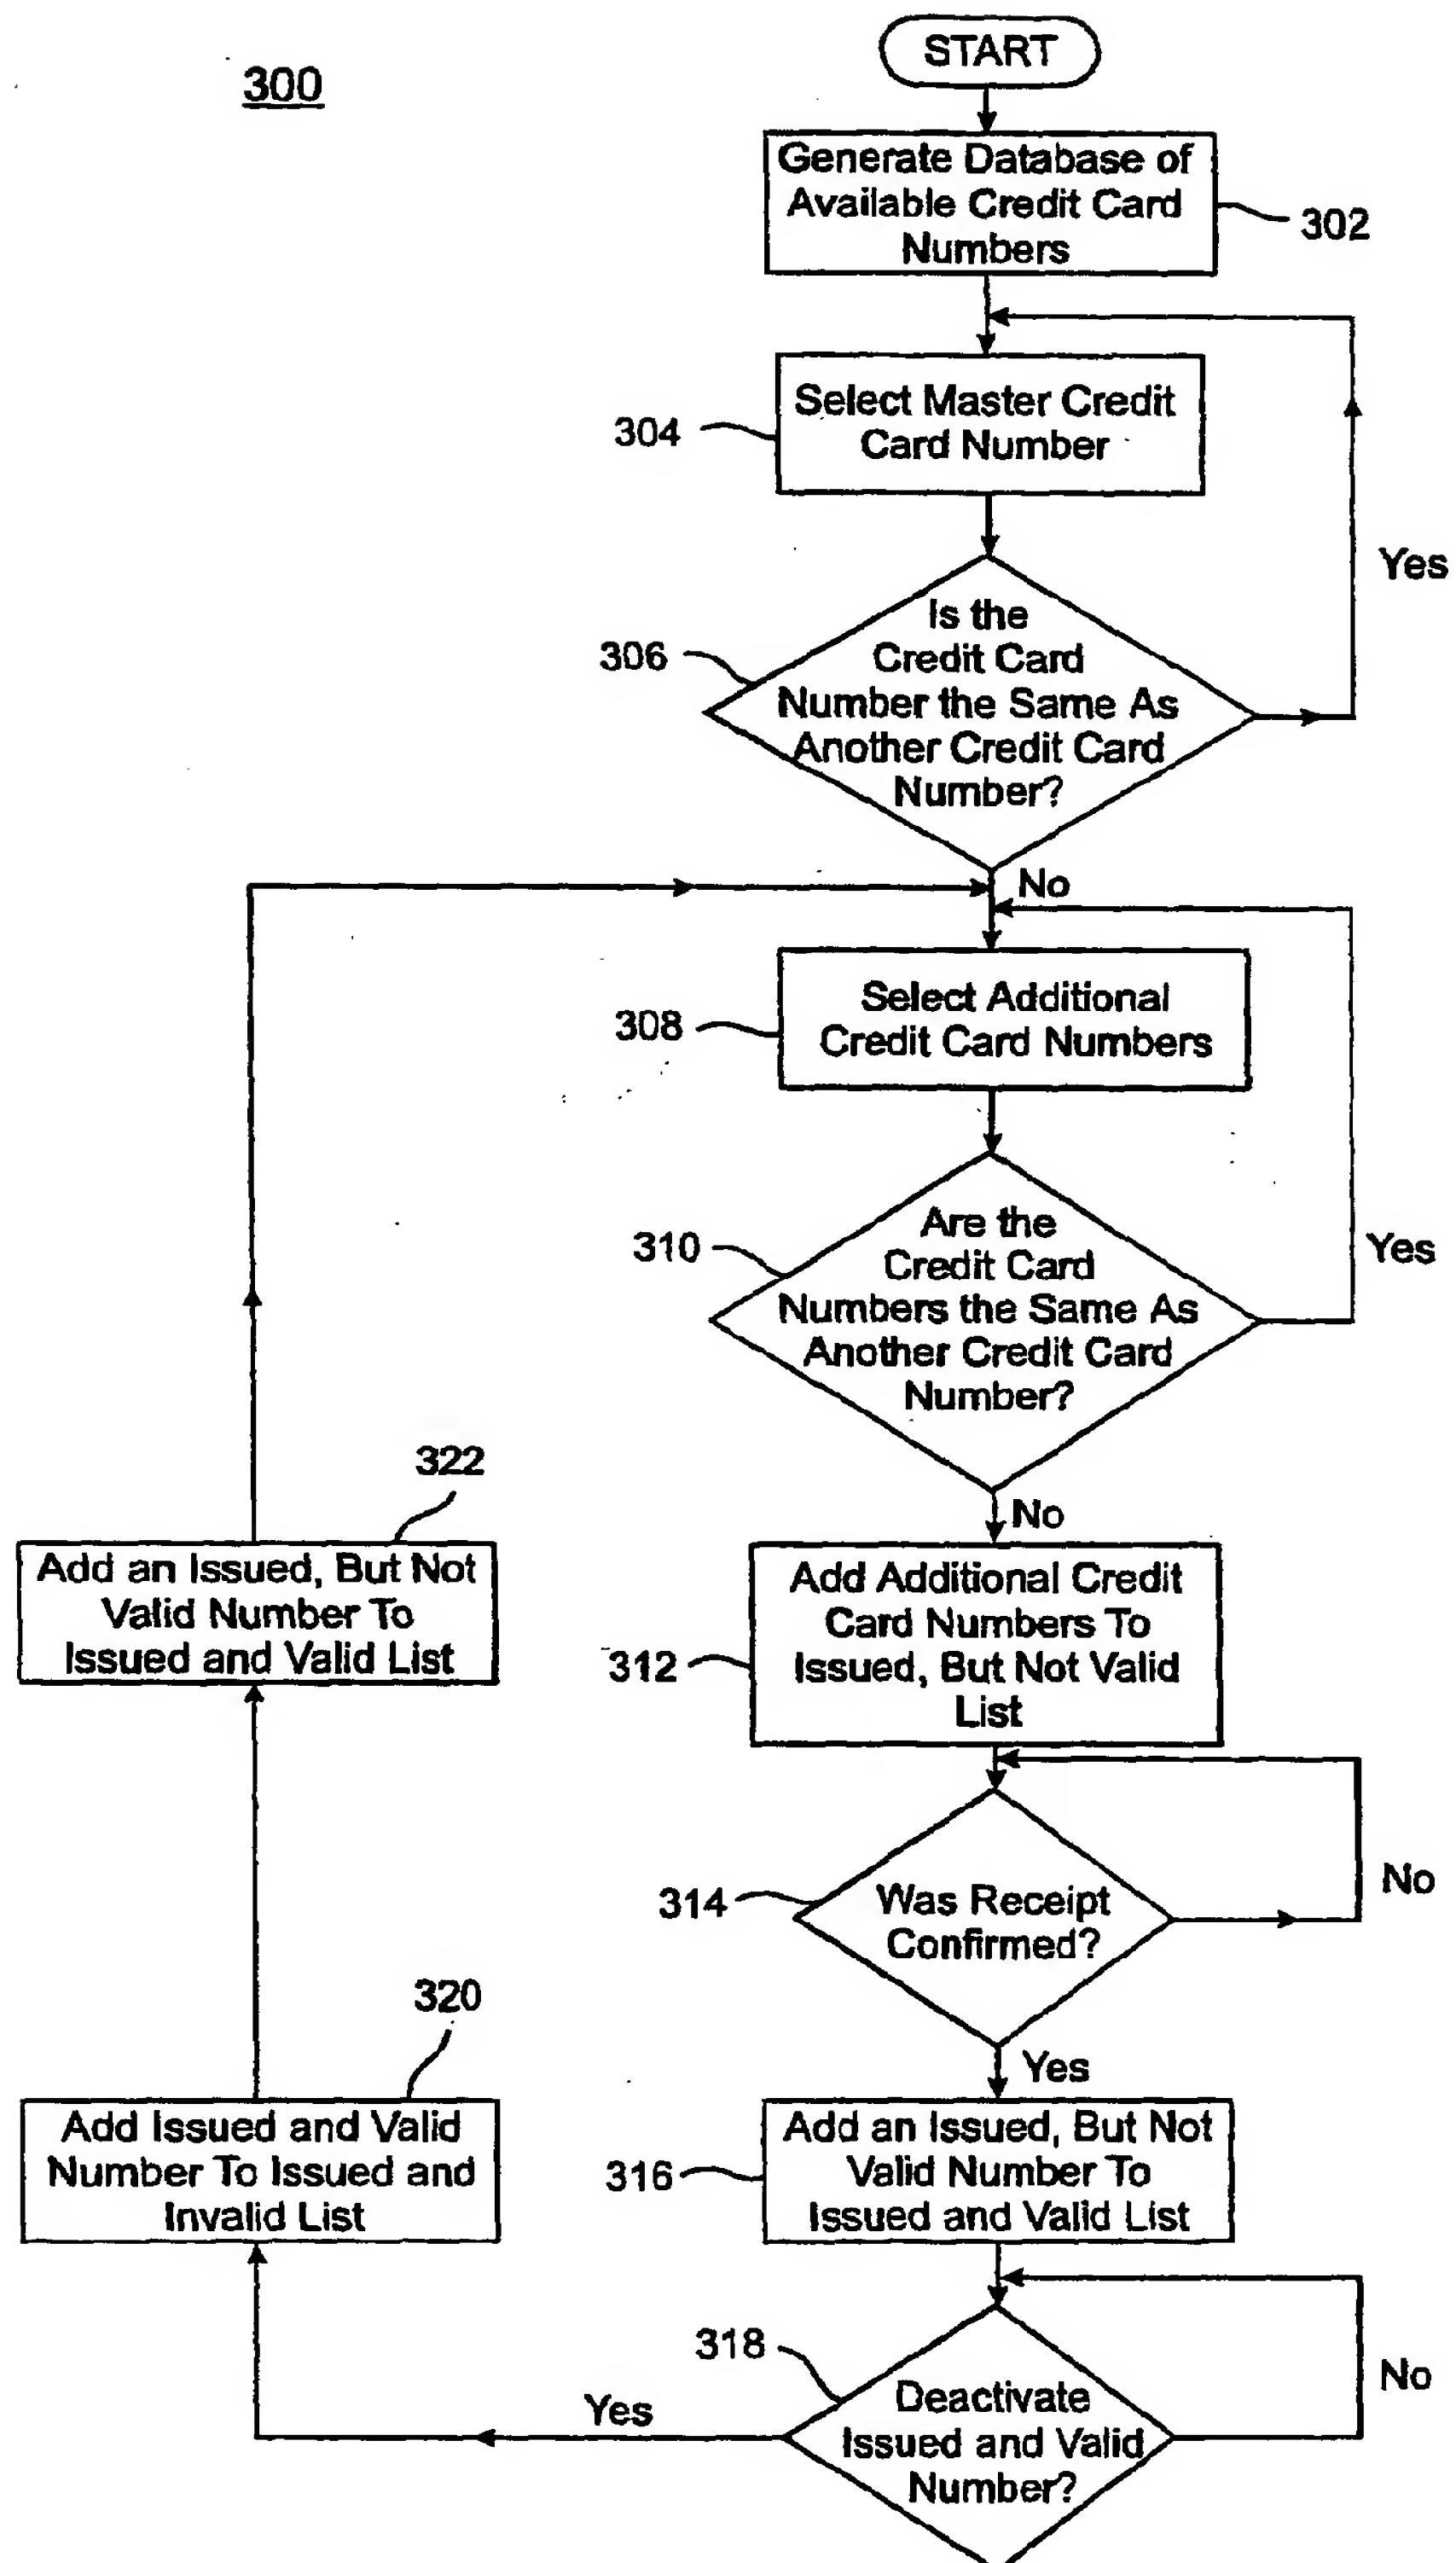 300
START
Generate Database of
Available Credit Card
Numbers
302
Select Master Credit
Card Number
304
Yes
Is the
Credit Card
Number the Same As
Another Credit Card
Number?
306
No
Select Additional
Credit Card Numbers
308
Are the
Credit Card
Numbers the Same As
Another Credit Card
Number?
310
Yes
No
322
Add an Issued, But Not
Valid Number To
Issued and Valid List
Add Additional Credit
Card Numbers To
Issued, But Not Valid
List
312
Was Receipt
Confirmed?
314
No
Yes
320
Add Issued and Valid
Number To Issued and
Invalid List
Add an Issued, But Not
Valid Number To
Issued and Valid List
316
318
Deactivate
Issued and Valid
Number?
No
Yes